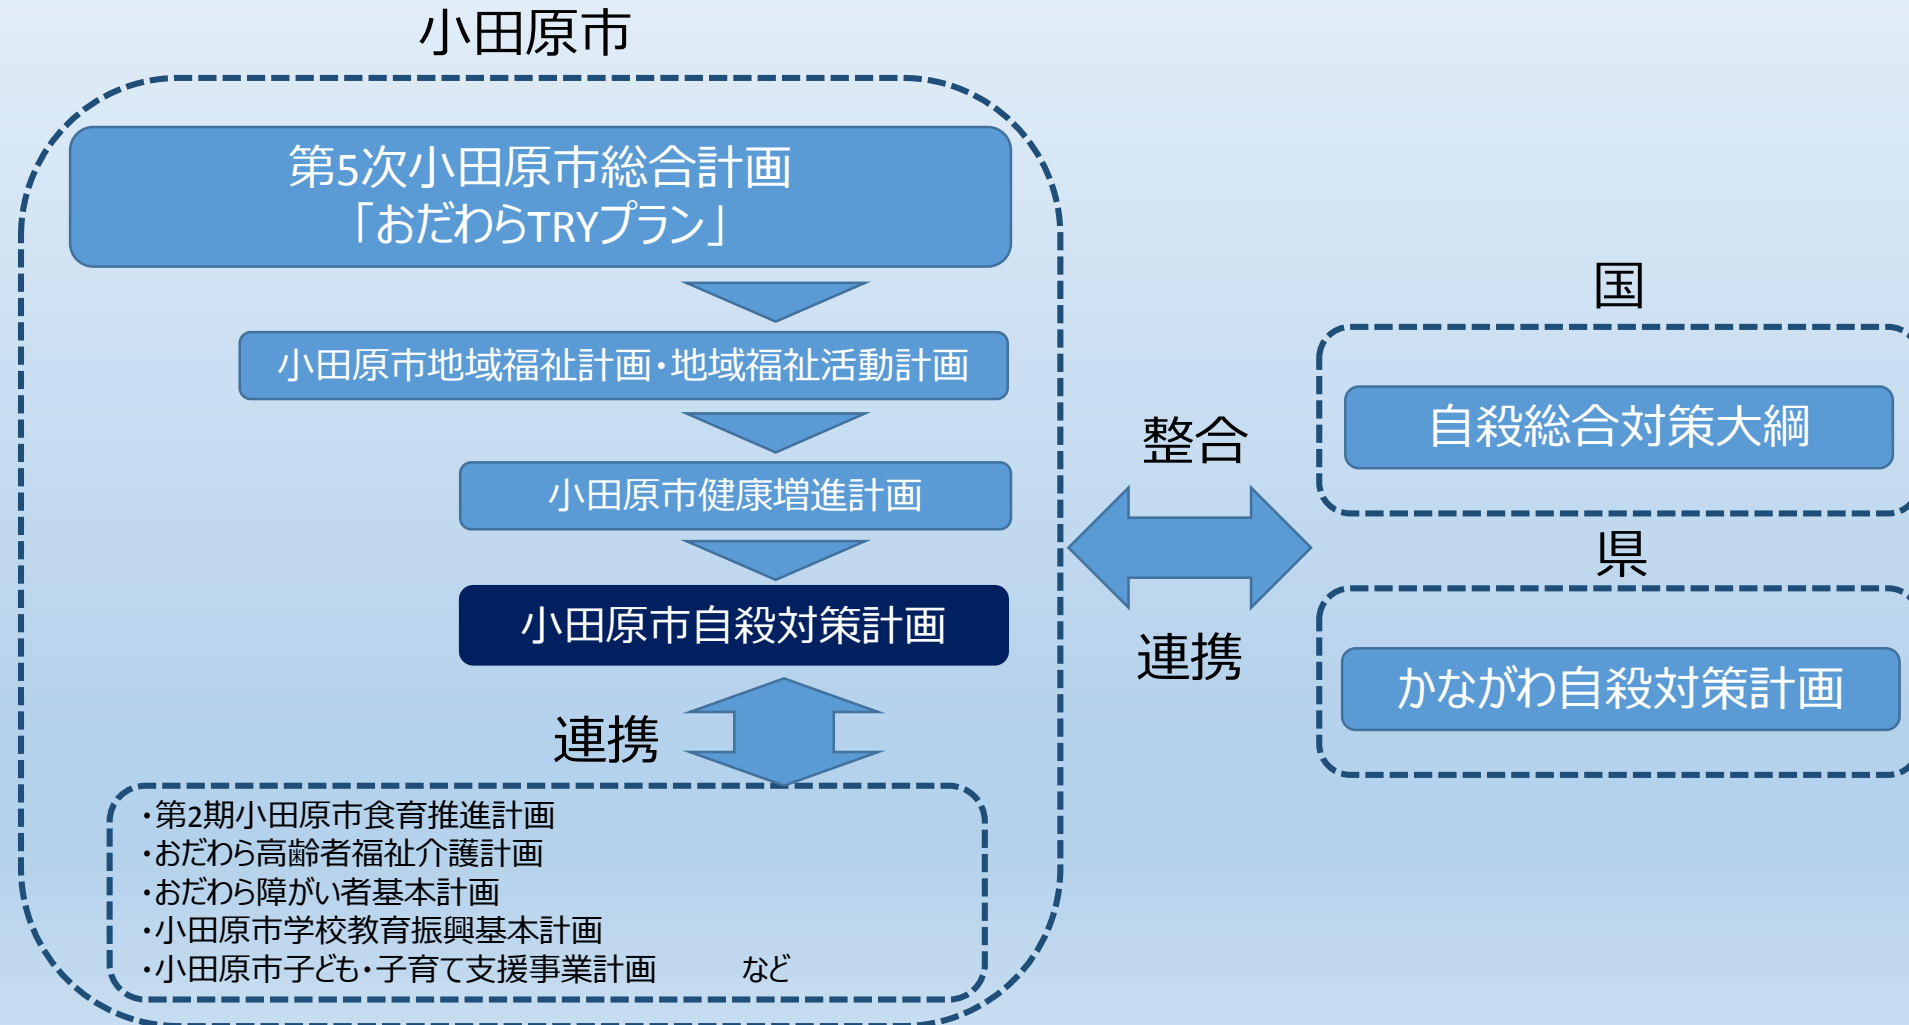 小田原市
第5次小田原市総合計画
「おだわらTRYプラン」
小田原市地域福祉計画・地域福祉活動計画
小田原市健康増進計画
小田原市自殺対策計画
連携
・第2期小田原市食育推進計画
・おだわら高齢者福祉介護計画
・おだわら障がい者基本計画
・小田原市学校教育振興基本計画
・小田原市子ども・子育て支援事業計画　　　など
整合
連携
国
自殺総合対策大綱
県
かながわ自殺対策計画